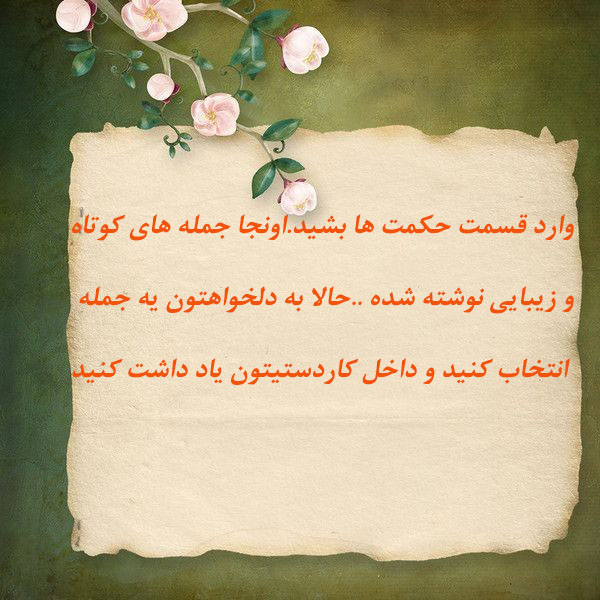 وارد قسمت حکمت ها بشید.اونجا جمله های کوتاه
و زیبایی نوشته شده ..حالا به دلخواهتون یه جمله
انتخاب کنید و داخل کاردستیتون یاد داشت کنید